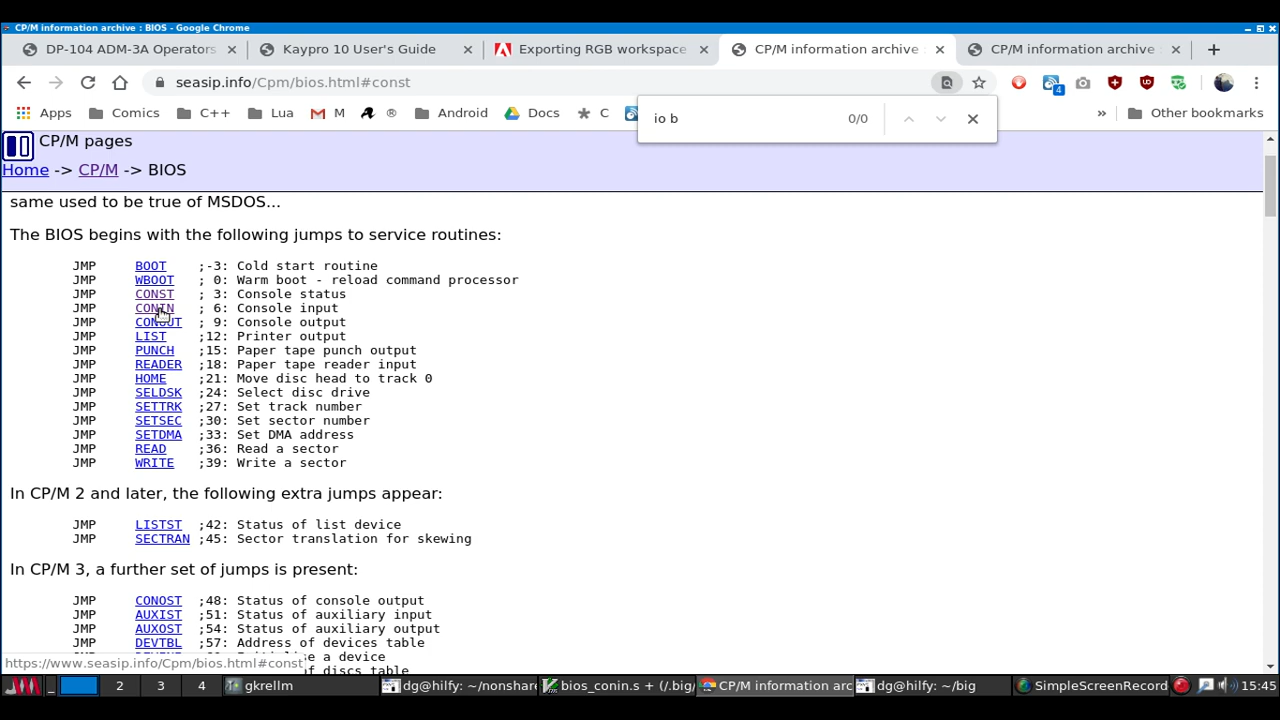 CP/M information archive : BIOS - Google Chrome
DP-104 ADM-3A Operators
Kaypro 10 User's Guide
Exporting RGB workspace
CP/M information archive :
CP/M information archive :
seasip.info/Cpm/bios.html#const
4
Apps Comics C++ Lua M ® Android Docs C » Other bookmarks
io b 0/0
CP/M pages
Home -> CP/M -> BIOS
same used to be true of MSDOS...
The BIOS begins with the following jumps to service routines:
JMP BOOT ;-3: Cold start routine
JMP WBOOT ; 0: Warm boot - reload command processor
JMP CONST ; 3: Console status
JMP CONIN ; 6: Console input
JMP CONOUT ; 9: Console output
JMP LIST ;12: Printer output
JMP PUNCH ;15: Paper tape punch output
JMP READER ;18: Paper tape reader input
JMP HOME ;21: Move disc head to track 0
JMP SELDSK ;24: Select disc drive
JMP SETTRK ;27: Set track number
JMP SETSEC ;30: Set sector number
JMP SETDMA ;33: Set DMA address
JMP READ ;36: Read a sector
JMP WRITE ;39: Write a sector
In CP/M 2 and later, the following extra jumps appear:
JMP LISTST ;42: Status of list device
JMP SECTRAN ;45: Sector translation for skewing
In CP/M 3, a further set of jumps is present:
JMP CONOST ;48: Status of console output
JMP AUXIST ;51: Status of auxiliary input
JMP AUXOST ;54: Status of auxiliary output
JMP DEVTBL ;57: Address of devices table
a device
of discs table
https://www.seasip.info/Cpm/bios.html#const
2 3 4 gkrellm dg@hilfy: ~/nonshare bios_conin.s + (/.big/ CP/M information arc dg@hilfy: ~/big SimpleScreenRecord 15:45